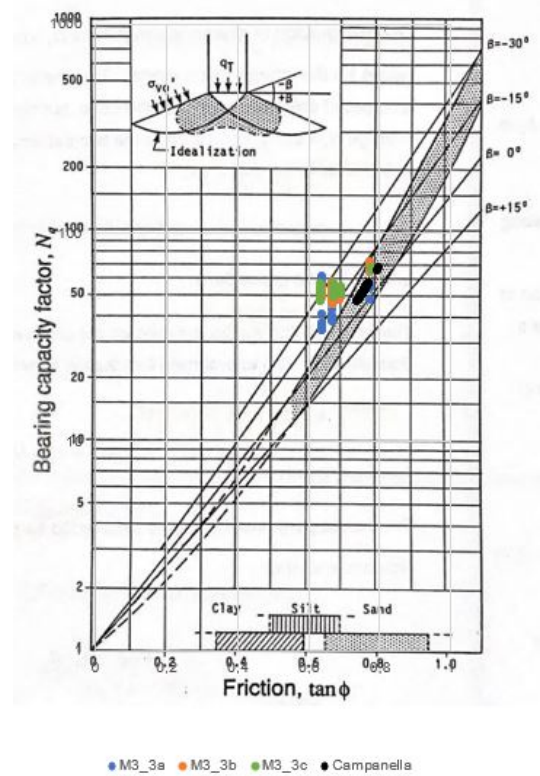 1000
500
200
100
50
20
10
5
2
1
Bearing capacity factor, Nq
qT
σvo
-β
+β
Idealization
β=-30°
β=-15°
β= 0°
β=+15°
Clay Silt Sand
0 0.2 0.4 0.6 0.8 1.0
Friction, tanϕ
M3_3a M3_3b M3_3c Campanella